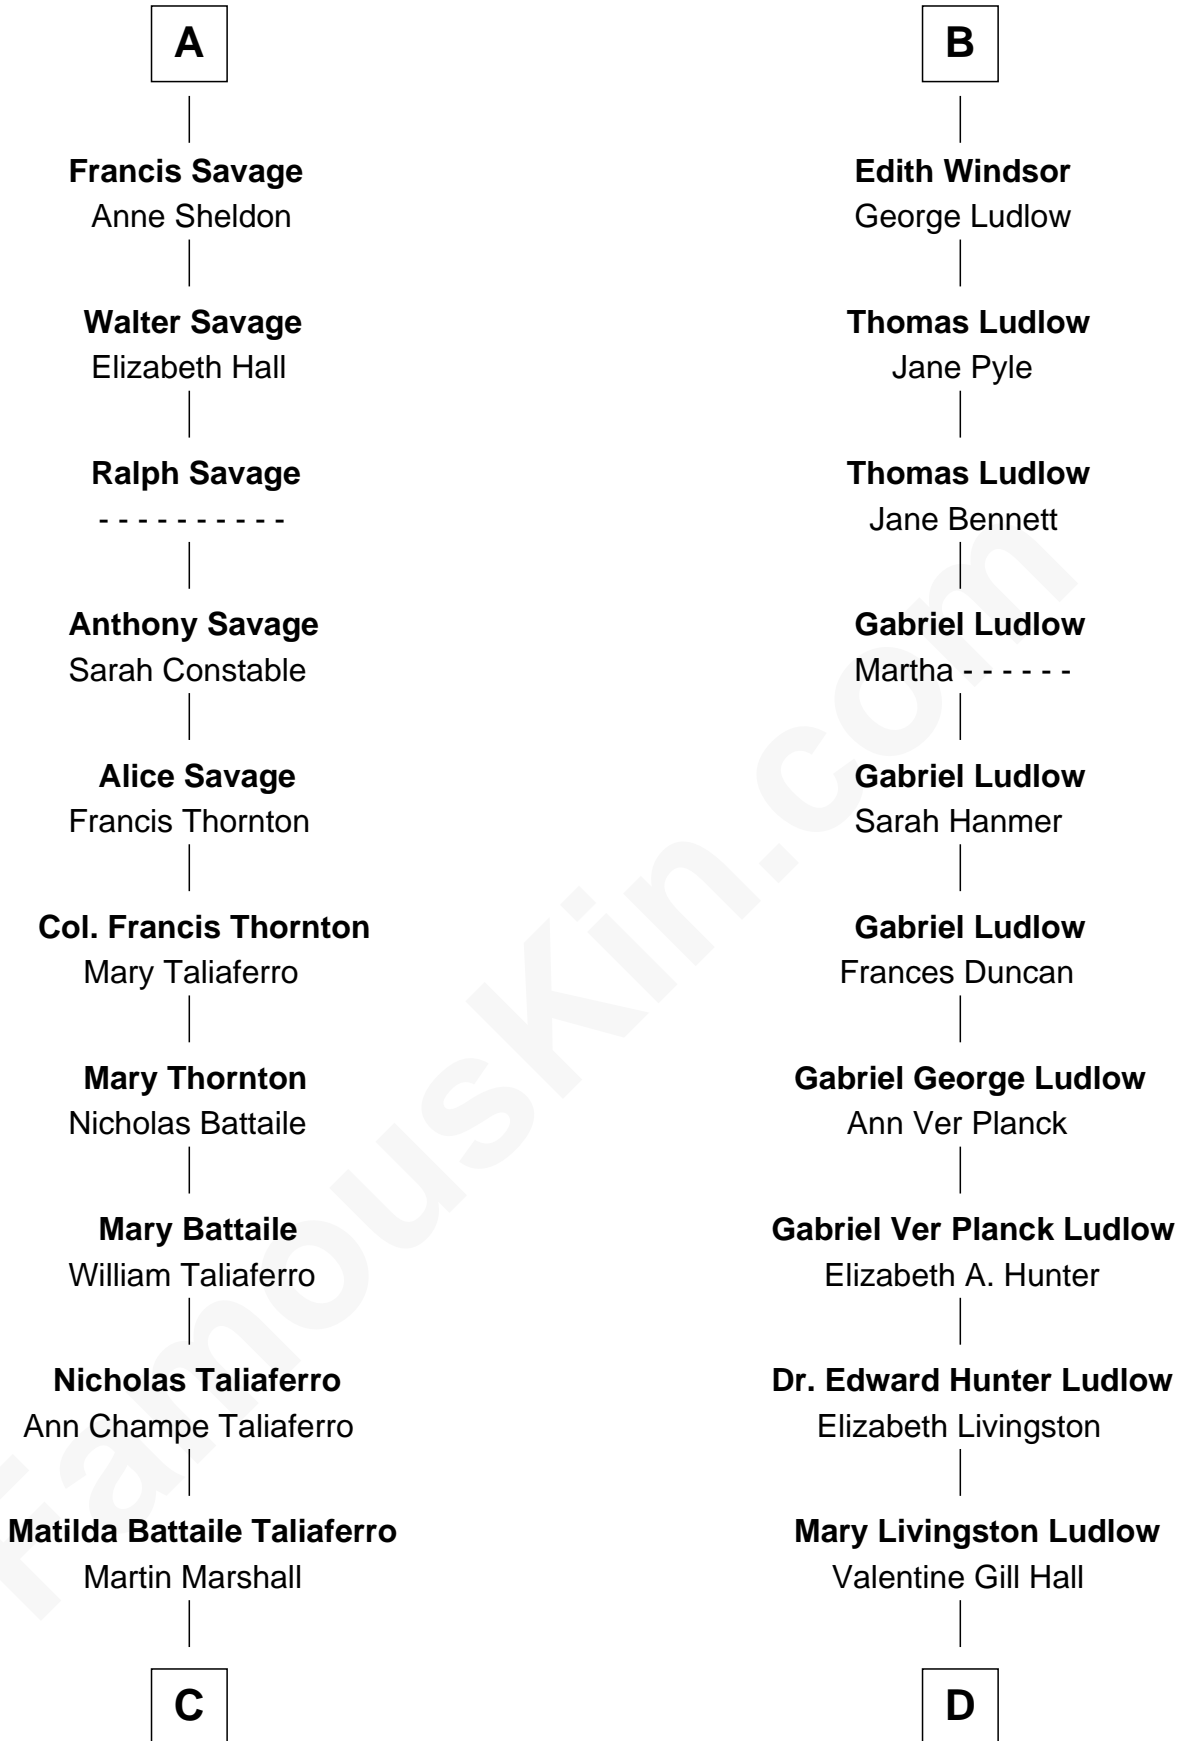 A
Francis Savage
Anne Sheldon
Walter Savage
Elizabeth Hall
Ralph Savage
- - - - - - - - - -
Anthony Savage
Sarah Constable
Alice Savage
Francis Thornton
Col. Francis Thornton
Mary Taliaferro
Mary Thornton
Nicholas Battaile
Mary Battaile
William Taliaferro
Nicholas Taliaferro
Ann Champe Taliaferro
Matilda Battaile Taliaferro
Martin Marshall
C
B
Edith Windsor
George Ludlow
Thomas Ludlow
Jane Pyle
Thomas Ludlow
Jane Bennett
Gabriel Ludlow
Martha - - - - - -
Gabriel Ludlow
Sarah Hanmer
Gabriel Ludlow
Frances Duncan
Gabriel George Ludlow
Ann Ver Planck
Gabriel Ver Planck Ludlow
Elizabeth A. Hunter
Dr. Edward Hunter Ludlow
Elizabeth Livingston
Mary Livingston Ludlow
Valentine Gill Hall
D
FamousKin.com